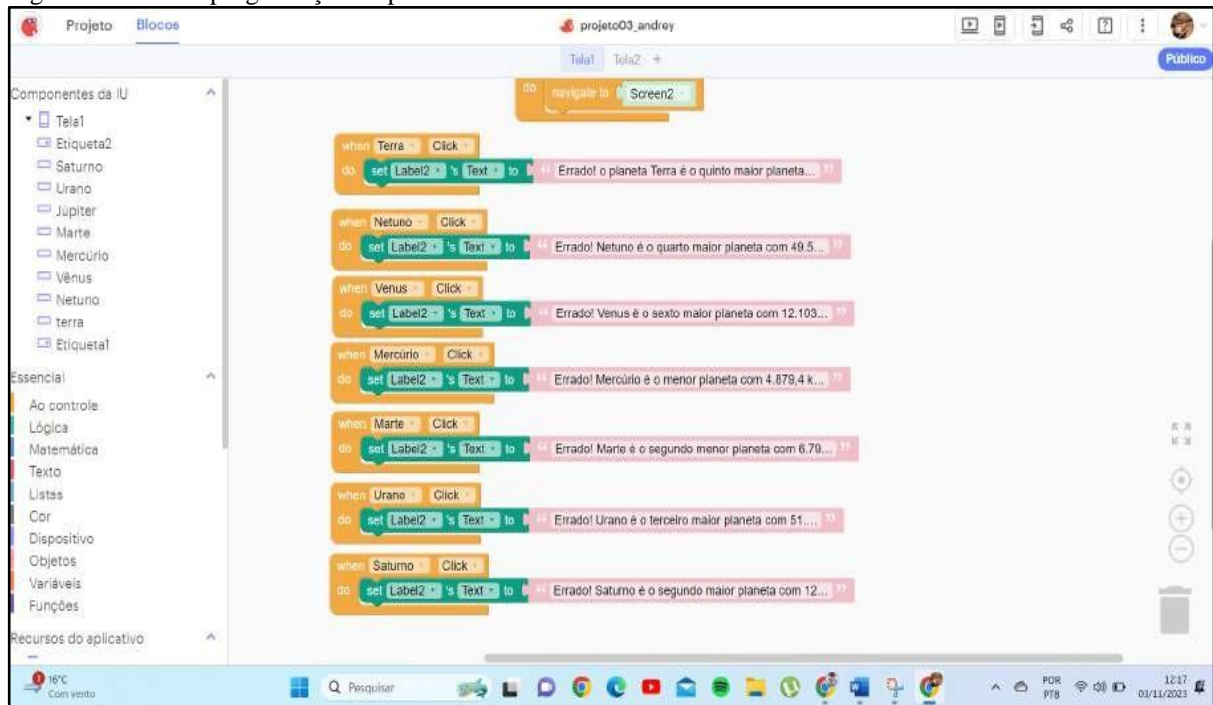 Projeto Blocos
projeto03_andrey
Público
Tela1 Tela2 +
Componentes da IU
Tela1
Etiqueta2
Saturno
Urano
Júpiter
Marte
Mercúrio
Vênus
Netuno
terra
Etiqueta1
Essencial
Ao controle
Lógica
Matemática
Texto
Listas
Cor
Dispositivo
Objetos
Variáveis
Funções
Recursos do aplicativo
do navigate to Screen2
when Terra Click
do set Label2 's Text to “ Errado! o planeta Terra é o quinto maior planeta... ”
when Netuno Click
do set Label2 's Text to “ Errado! Netuno é o quarto maior planeta com 49.5... ”
when Venus Click
do set Label2 's Text to “ Errado! Venus é o sexto maior planeta com 12.103... ”
when Mercúrio Click
do set Label2 's Text to “ Errado! Mercúrio é o menor planeta com 4.879,4 k... ”
when Marte Click
do set Label2 's Text to “ Errado! Marte é o segundo menor planeta com 6.79... ”
when Urano Click
do set Label2 's Text to “ Errado! Urano é o terceiro maior planeta com 51.... ”
when Saturno Click
do set Label2 's Text to “ Errado! Saturno é o segundo maior planeta com 12... ”
16°C
Com vento
Pesquisar
POR
PTB
12:17
03/11/2023